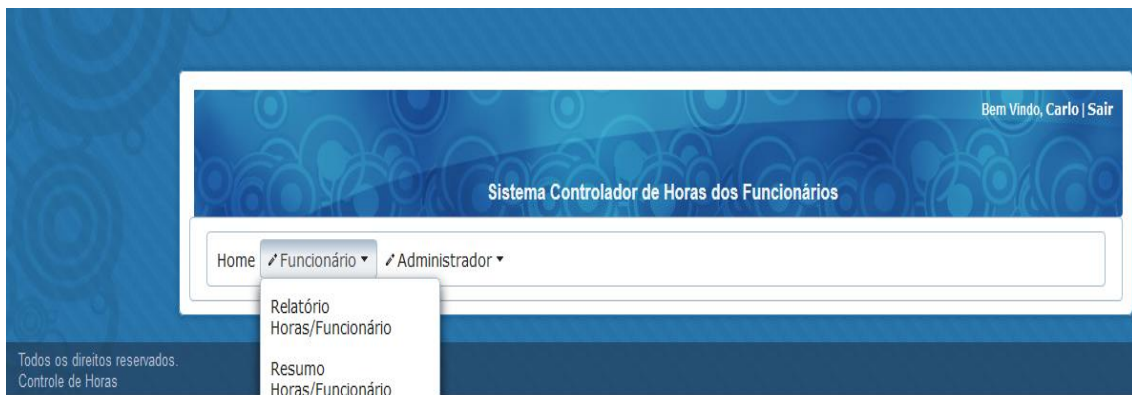 Bem Vindo, Carlo | Sair
Sistema Controlador de Horas dos Funcionários
Home Funcionário Administrador
Relatório
Horas/Funcionário
Resumo
Horas/Funcionário
Todos os direitos reservados.
Controle de Horas